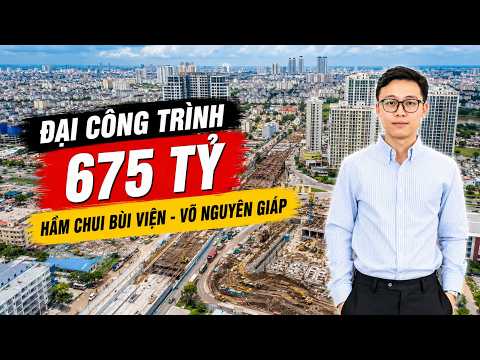 ĐẠI CÔNG TRÌNH
675 TỶ
HẦM CHUI BÙI VIỆN - VÕ NGUYÊN GIÁP